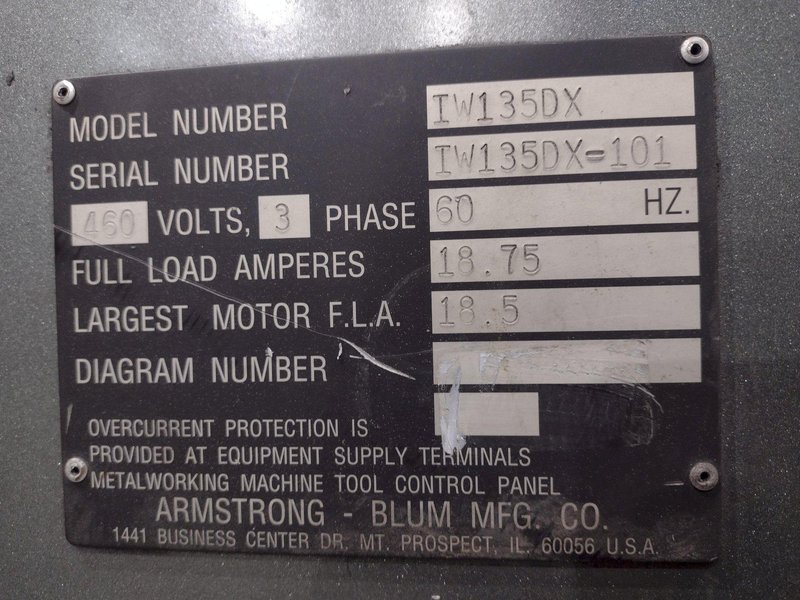 MODEL NUMBER IW135DX
SERIAL NUMBER IW135DX-101
460 VOLTS, 3 PHASE 60 HZ.
FULL LOAD AMPERES 18.75
LARGEST MOTOR F.L.A. 18.5
DIAGRAM NUMBER
OVERCURRENT PROTECTION IS
PROVIDED AT EQUIPMENT SUPPLY TERMINALS
METALWORKING MACHINE TOOL CONTROL PANEL
ARMSTRONG - BLUM MFG. CO.
1441 BUSINESS CENTER DR. MT. PROSPECT, IL. 60056 U.S.A.